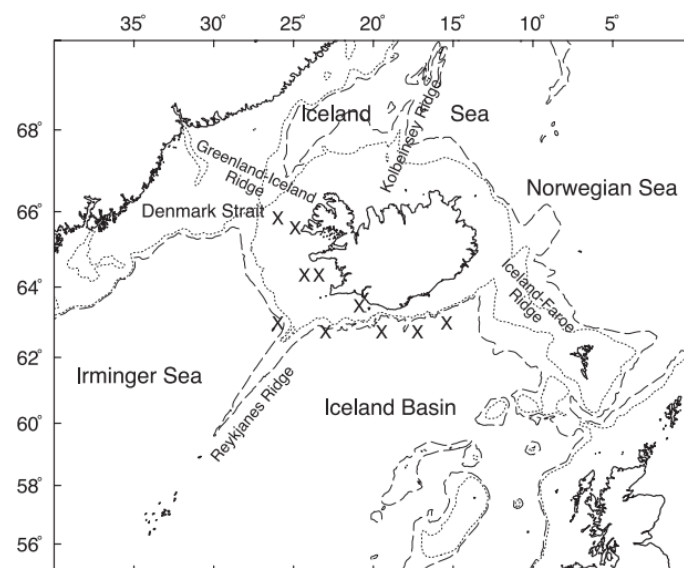 35° 30° 25° 20° 15° 10° 5°
68°
66°
64°
62°
60°
58°
56°
Iceland Sea
Kolbeinsey Ridge
Greenland-Iceland
Ridge
Norwegian Sea
Denmark Strait
X
X
X X
X
X
X
X
X
X
Iceland-Faroe
Ridge
Irminger Sea
Reykjanes Ridge
Iceland Basin